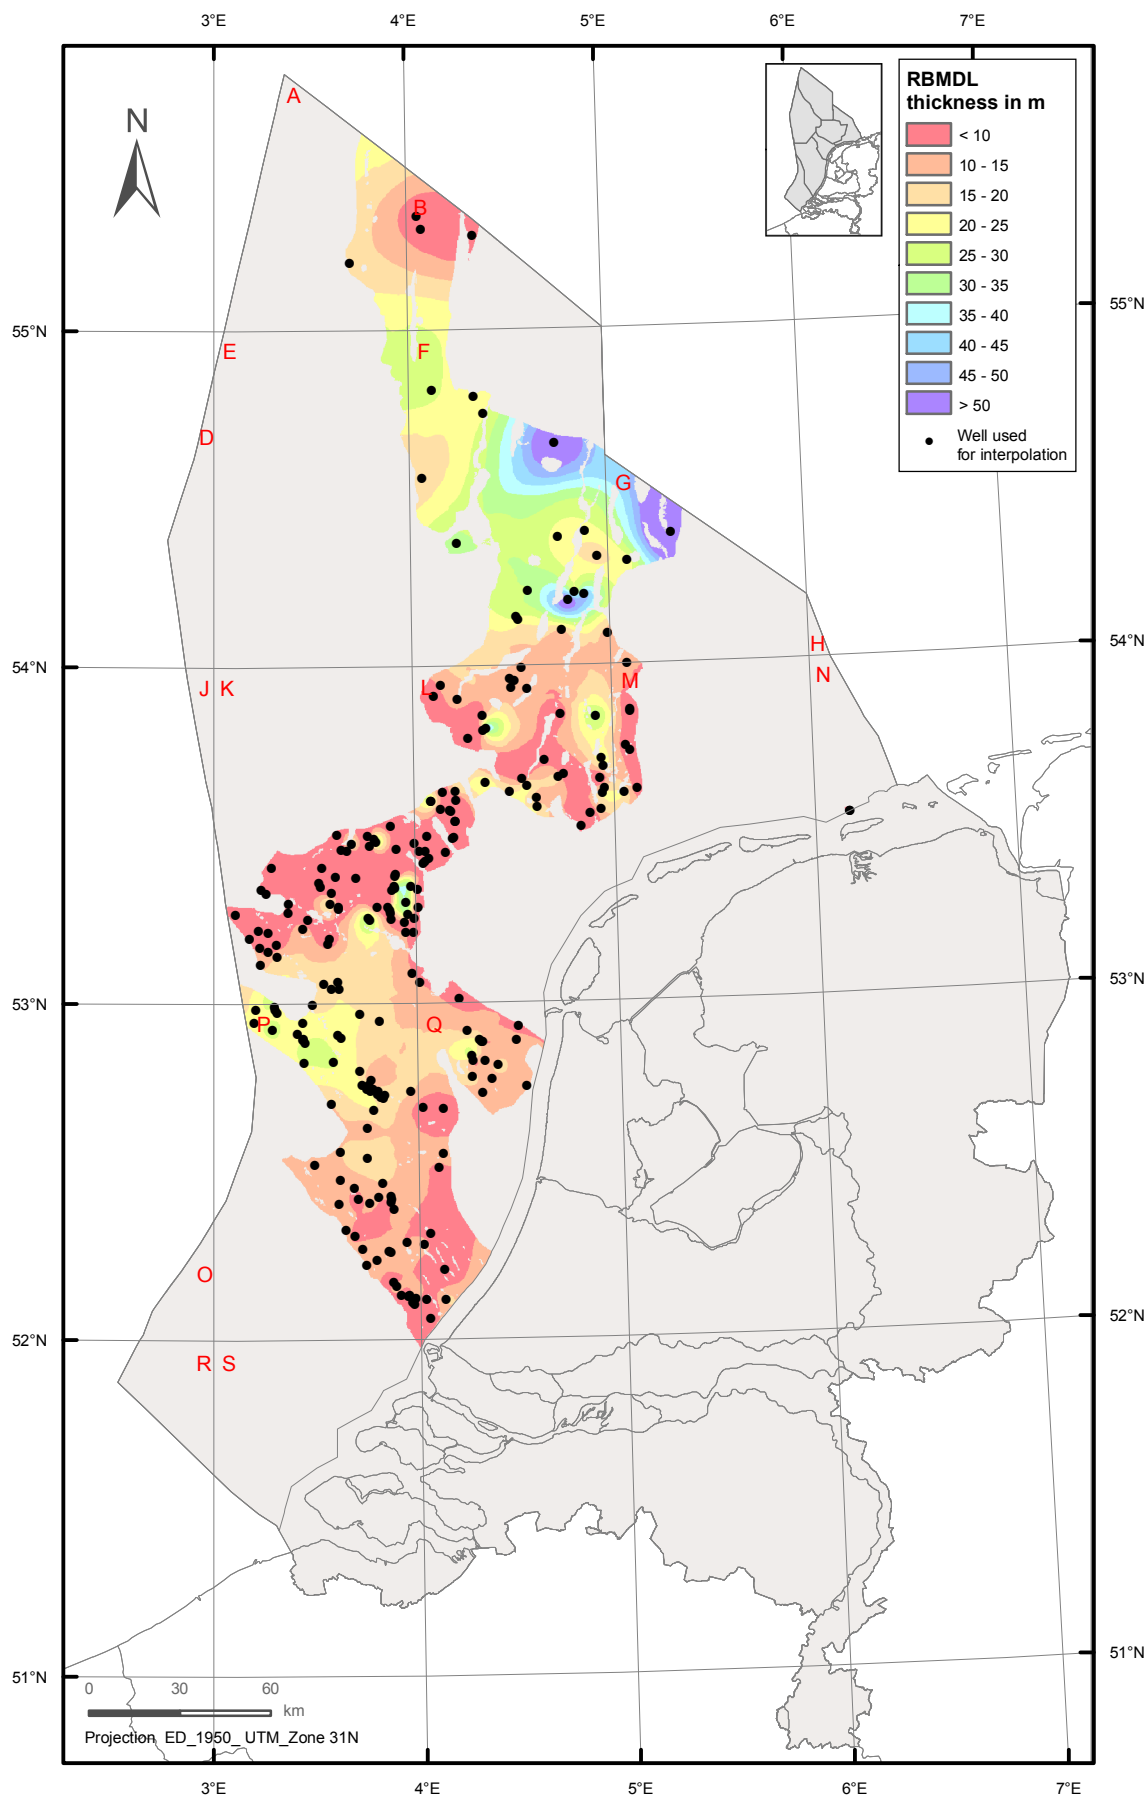 3°E 4°E 5°E 6°E 7°E
N
A
B
RBMDL
thickness in m
< 10
10 - 15
15 - 20
20 - 25
25 - 30
30 - 35
35 - 40
40 - 45
45 - 50
> 50
Well used
for interpolation
55°N
55°N
E
F
D
G
54°N
54°N
H
J K
L
M
N
53°N
53°N
P
Q
O
52°N
52°N
R S
51°N
51°N
0 30 60
km
Projection ED_1950_ UTM_Zone 31N
3°E 4°E 5°E 6°E 7°E